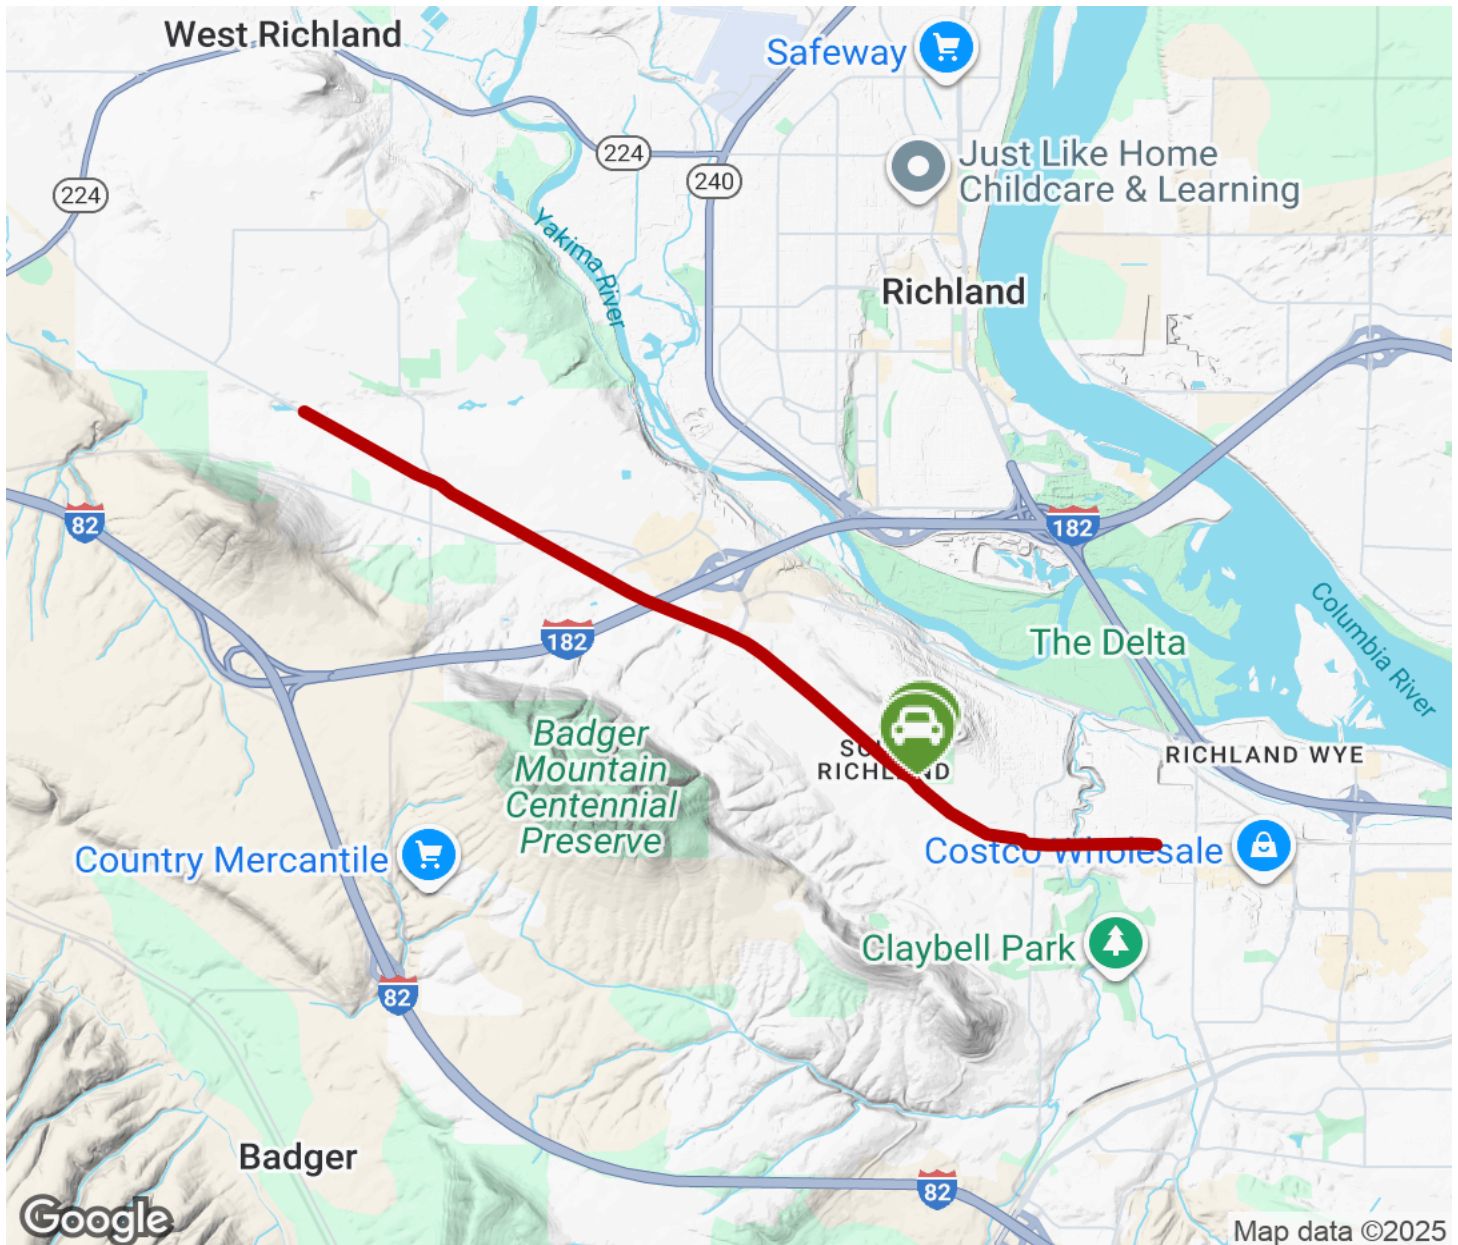 West Richland
Safeway
224
224
240
Just Like Home
Childcare & Learning
Yakima River
Richland
82
182
Columbia River
The Delta
182
Badger
Mountain
Centennial
Preserve
RICHLAND WYE
Country Mercantile
Costco Wholesale
Claybell Park
82
Badger
82
Google
Map data ©2025